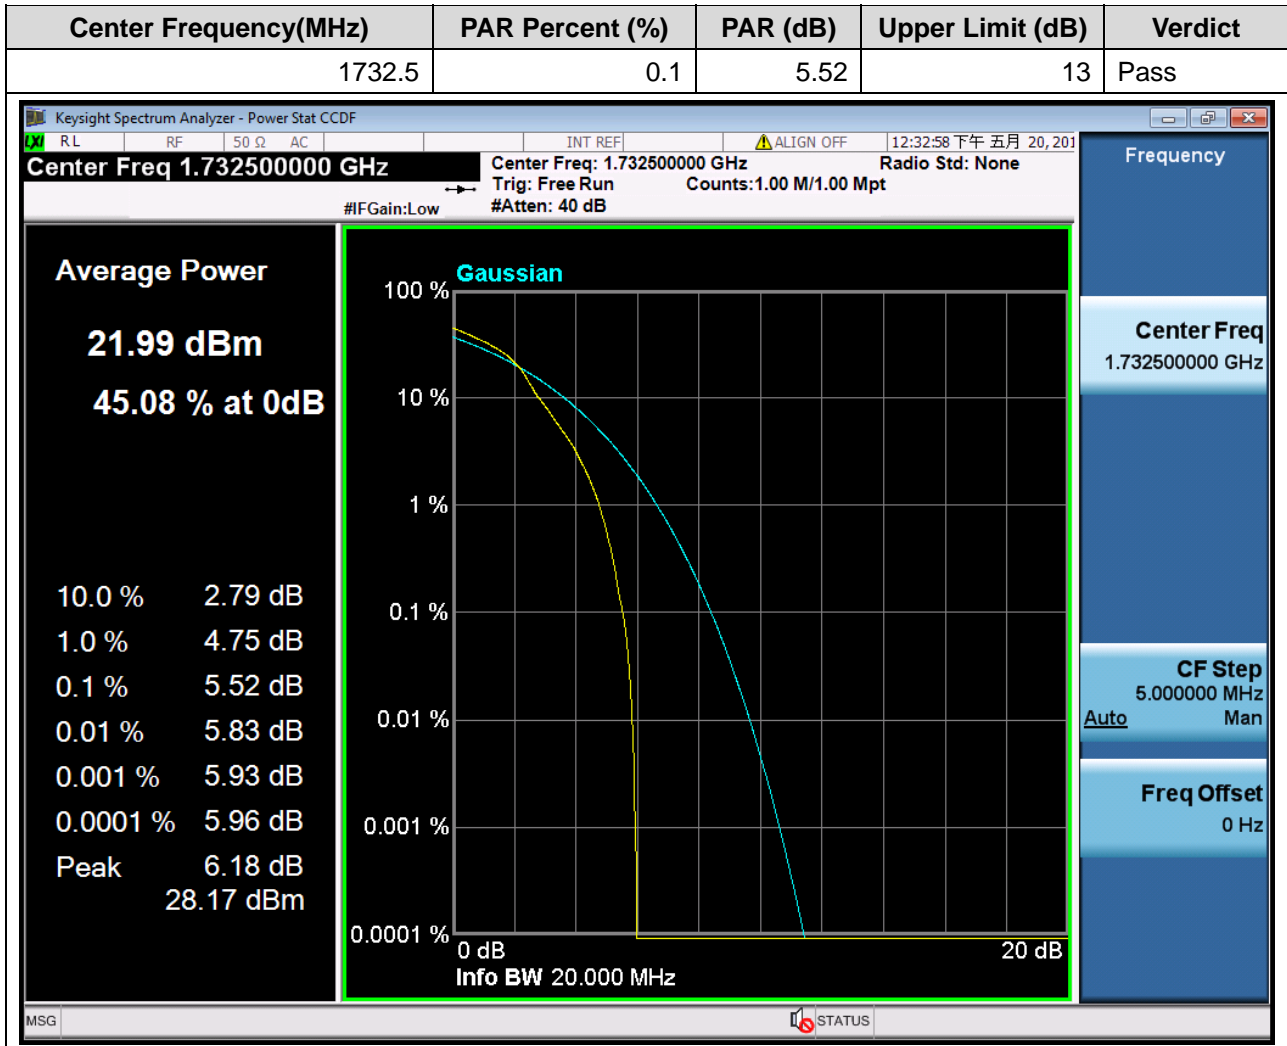 Center Frequency(MHz) PAR Percent (%) PAR (dB) Upper Limit (dB) Verdict
1732.5 0.1 5.52 13 Pass
Keysight Spectrum Analyzer - Power Stat CCDF
LXI RL RF 50 Ω AC INT REF ALIGN OFF 12:32:58 下午 五月 20, 201
Center Freq 1.732500000 GHz
Center Freq: 1.732500000 GHz Radio Std: None
Trig: Free Run Counts:1.00 M/1.00 Mpt
#IFGain:Low #Atten: 40 dB
Frequency
Average Power
21.99 dBm
45.08 % at 0dB
10.0 % 2.79 dB
1.0 % 4.75 dB
0.1 % 5.52 dB
0.01 % 5.83 dB
0.001 % 5.93 dB
0.0001 % 5.96 dB
Peak 6.18 dB
28.17 dBm
Gaussian
100 %
10 %
1 %
0.1 %
0.01 %
0.001 %
0.0001 %
0 dB 20 dB
Info BW 20.000 MHz
Center Freq
1.732500000 GHz
CF Step
5.000000 MHz
Auto Man
Freq Offset
0 Hz
MSG STATUS